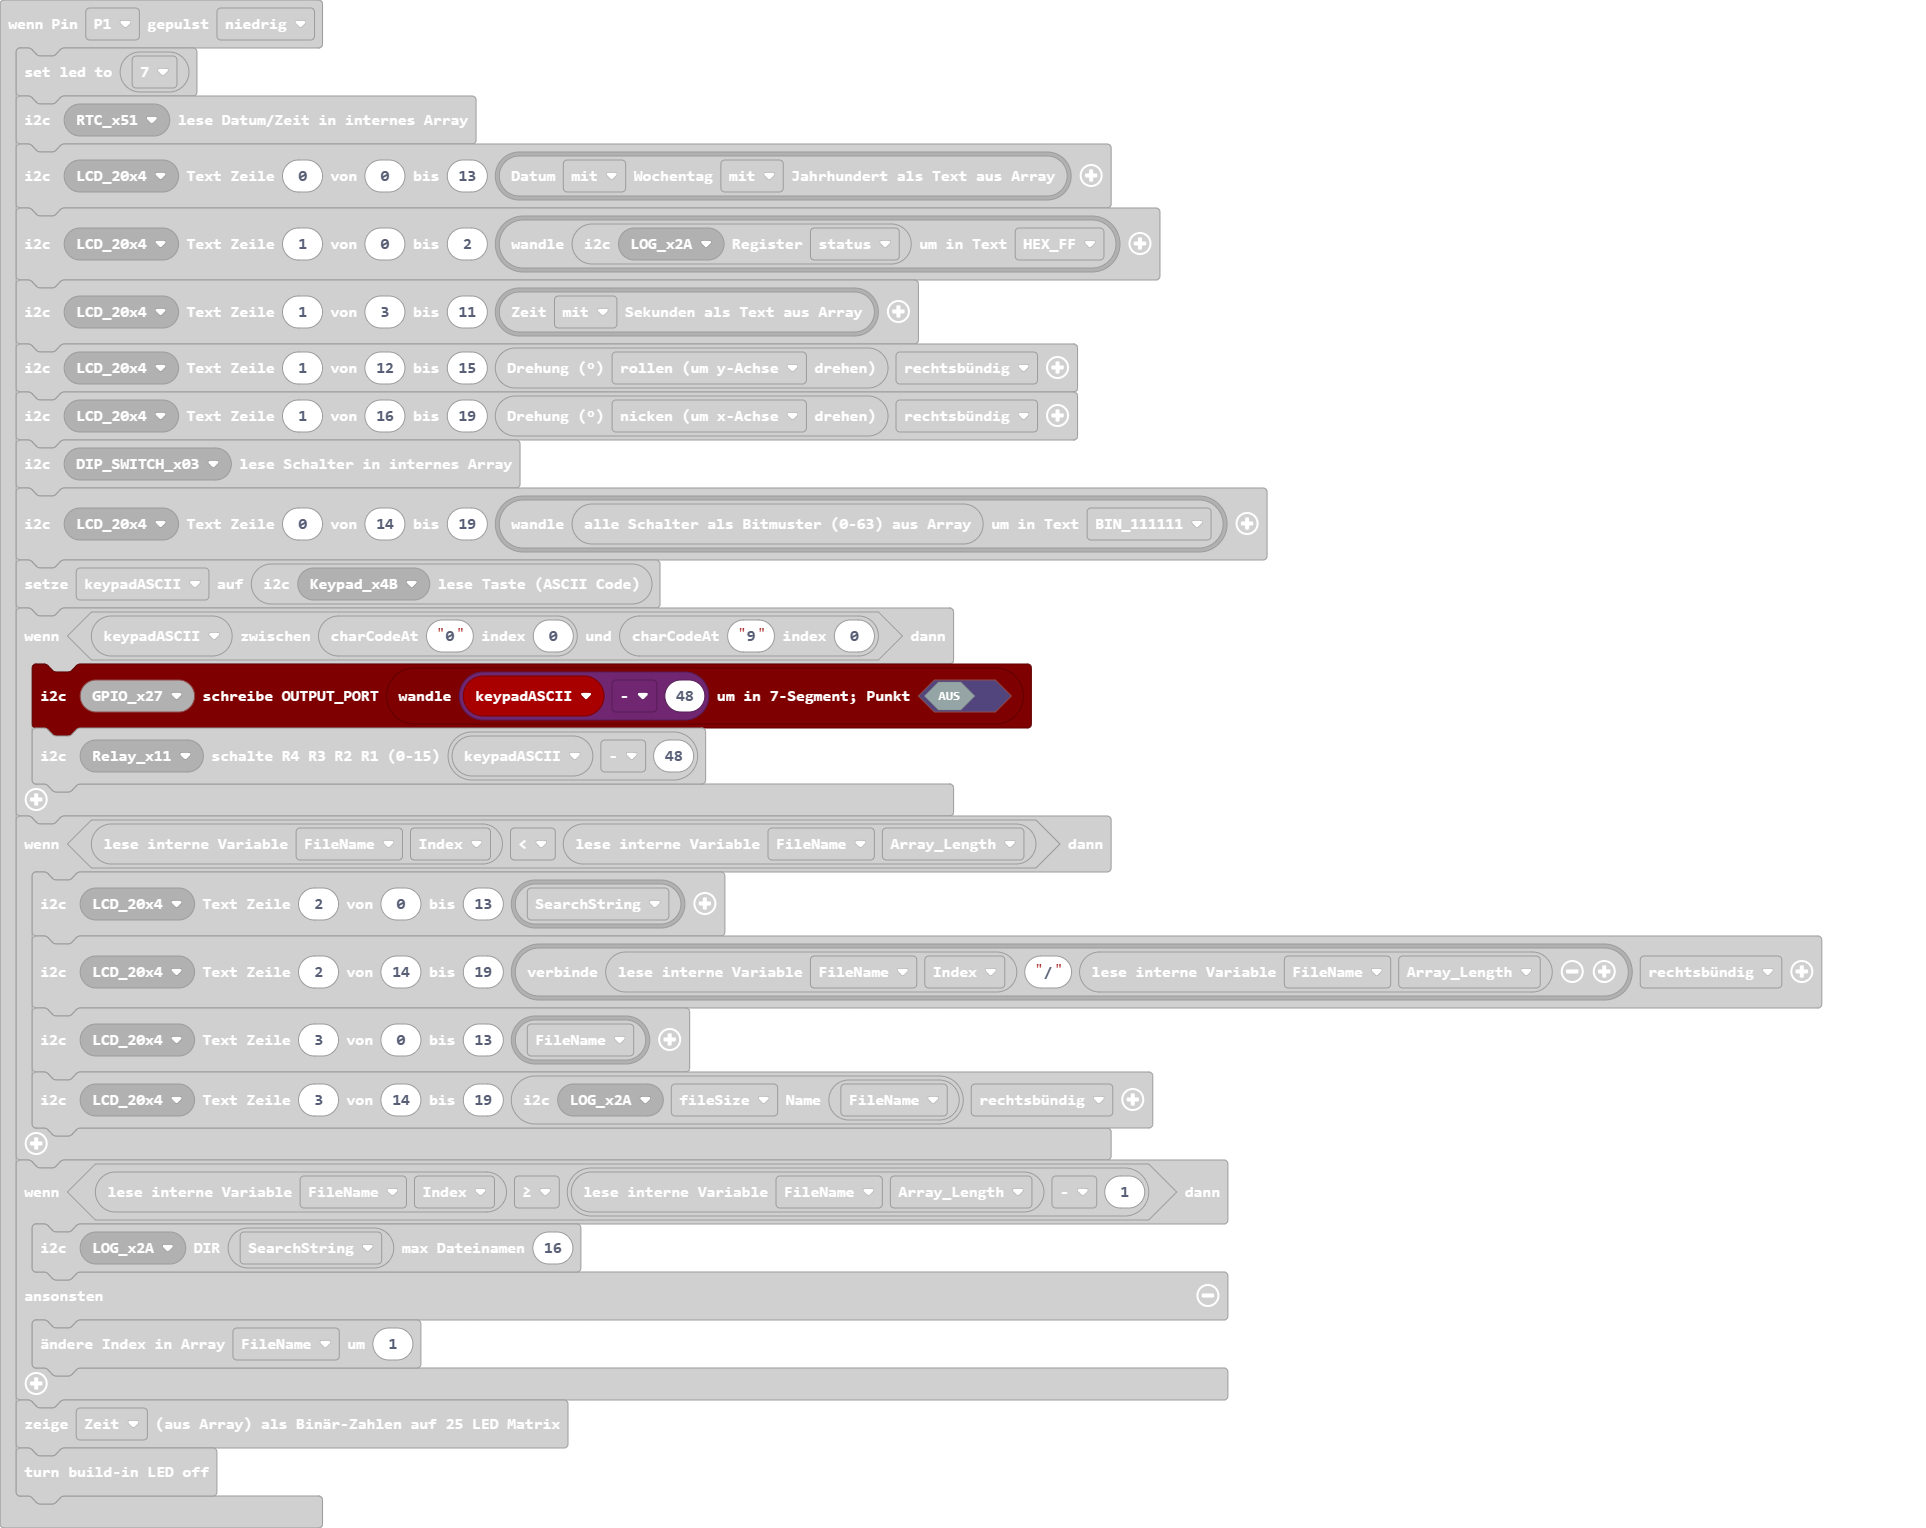 wenn Pin P1 gepulst niedrig
set led to 7
i2c RTC_x51 lese Datum/Zeit in internes Array
i2c LCD_20x4 Text Zeile 0 von 0 bis 13 Datum mit Wochentag mit Jahrhundert als Text aus Array
i2c LCD_20x4 Text Zeile 1 von 0 bis 2 wandle i2c LOG_x2A Register status um in Text HEX_FF
i2c LCD_20x4 Text Zeile 1 von 3 bis 11 Zeit mit Sekunden als Text aus Array
i2c LCD_20x4 Text Zeile 1 von 12 bis 15 Drehung (º) rollen (um y-Achse drehen) rechtsbündig
i2c LCD_20x4 Text Zeile 1 von 16 bis 19 Drehung (º) nicken (um x-Achse drehen) rechtsbündig
i2c DIP_SWITCH_x03 lese Schalter in internes Array
i2c LCD_20x4 Text Zeile 0 von 14 bis 19 wandle alle Schalter als Bitmuster (0-63) aus Array um in Text BIN_111111
setze keypadASCII auf i2c Keypad_x4B lese Taste (ASCII Code)
wenn keypadASCII zwischen charCodeAt "0" index 0 und charCodeAt "9" index 0 dann
i2c GPIO_x27 schreibe OUTPUT_PORT wandle keypadASCII - 48 um in 7-Segment; Punkt AUS
i2c Relay_x11 schalte R4 R3 R2 R1 (0-15) keypadASCII - 48
wenn lese interne Variable FileName Index < lese interne Variable FileName Array_Length dann
i2c LCD_20x4 Text Zeile 2 von 0 bis 13 SearchString
i2c LCD_20x4 Text Zeile 2 von 14 bis 19 verbinde lese interne Variable FileName Index "/" lese interne Variable FileName Array_Length rechtsbündig
i2c LCD_20x4 Text Zeile 3 von 0 bis 13 FileName
i2c LCD_20x4 Text Zeile 3 von 14 bis 19 i2c LOG_x2A fileSize Name FileName rechtsbündig
wenn lese interne Variable FileName Index ≥ lese interne Variable FileName Array_Length - 1 dann
i2c LOG_x2A DIR SearchString max Dateinamen 16
ansonsten
ändere Index in Array FileName um 1
zeige Zeit (aus Array) als Binär-Zahlen auf 25 LED Matrix
turn build-in LED off